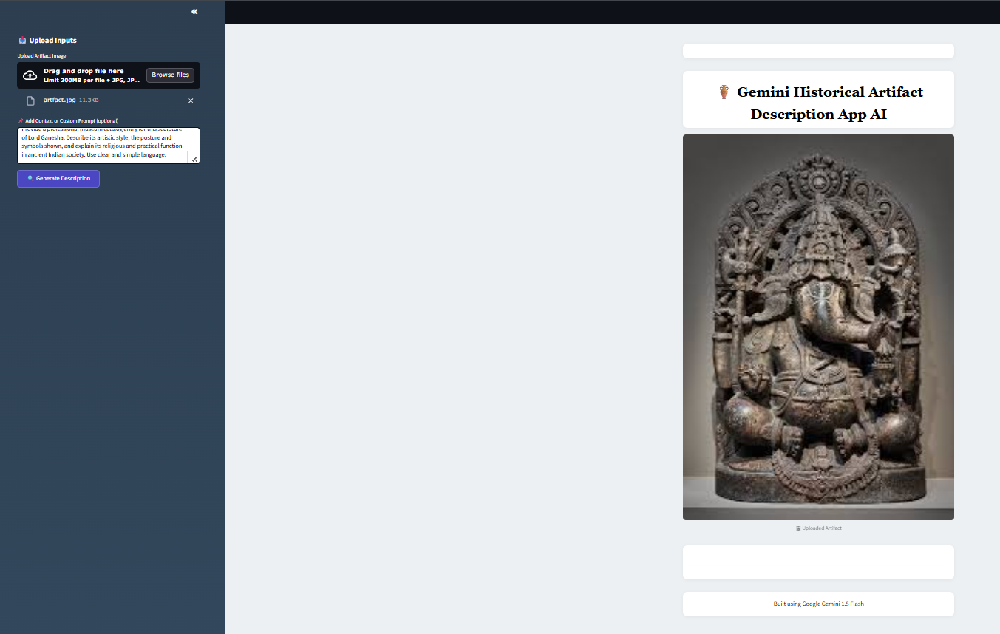 «
Upload Inputs
Upload Artifact Image
Drag and drop file here
Limit 200MB per file • JPG, JP...
Browse files
artfact.jpg 11.3KB
Add Context or Custom Prompt (optional)
Provide a professional museum catalog entry for this sculpture
of Lord Ganesha. Describe its artistic style, the posture and
symbols shown, and explain its religious and practical function
in ancient Indian society. Use clear and simple language.
Generate Description
Gemini Historical Artifact
Description App AI
Uploaded Artifact
Built using Google Gemini 1.5 Flash